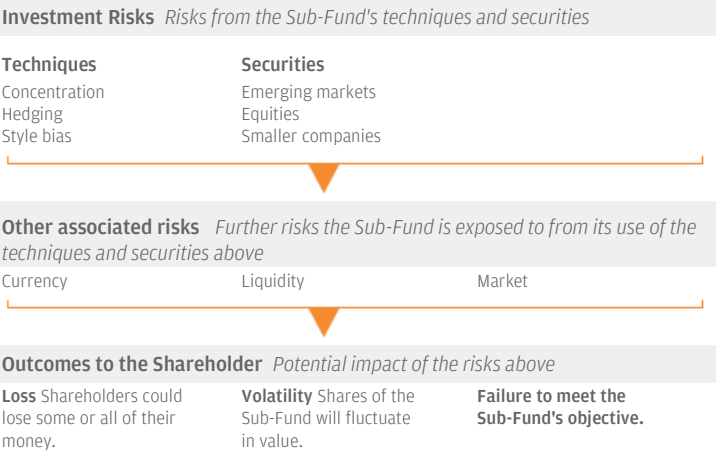 Investment Risks Risks from the Sub-Fund's techniques and securities
Techniques
Concentration
Hedging
Style bias
Securities
Emerging markets
Equities
Smaller companies
Other associated risks Further risks the Sub-Fund is exposed to from its use of the
techniques and securities above
Currency
Liquidity
Market
Outcomes to the Shareholder Potential impact of the risks above
Loss Shareholders could
lose some or all of their
money.
Volatility Shares of the
Sub-Fund will fluctuate
in value.
Failure to meet the
Sub-Fund's objective.